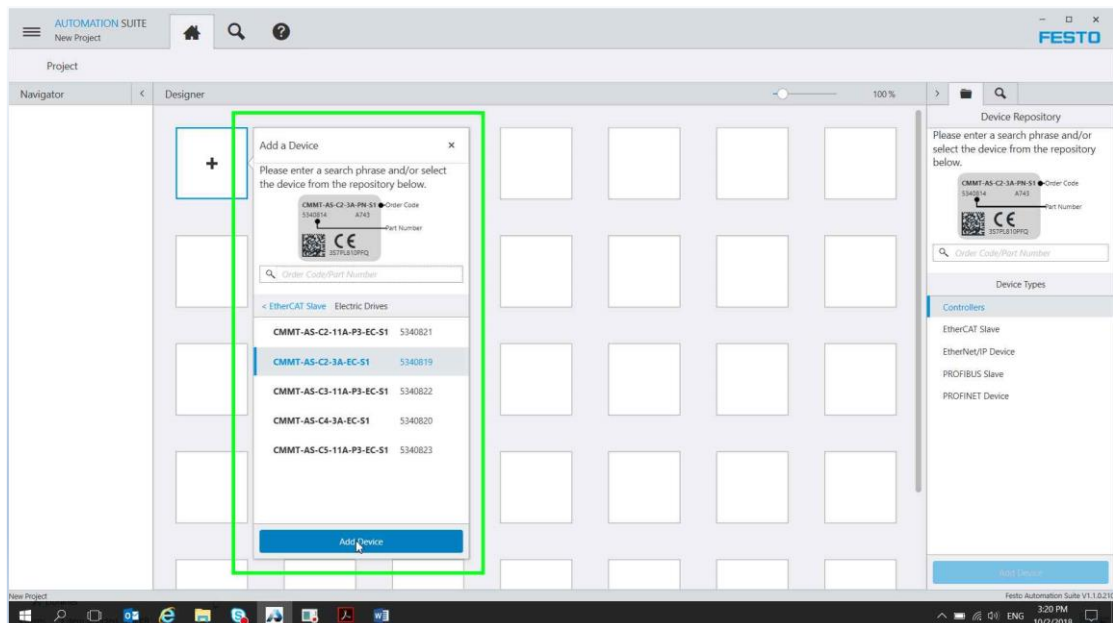 AUTOMATION SUITE
New Project
FESTO
Project
Navigator
Designer
100 %
Add a Device
Please enter a search phrase and/or select
the device from the repository below.
CMMT-AS-C2-3A-PN-S1 Order Code
5340814 A743
Part Number
3S7PL810PFQ
Order Code/Part Number
< EtherCAT Slave Electric Drives
CMMT-AS-C2-11A-P3-EC-S1 5340821
CMMT-AS-C2-3A-EC-S1 5340819
CMMT-AS-C3-11A-P3-EC-S1 5340822
CMMT-AS-C4-3A-EC-S1 5340820
CMMT-AS-C5-11A-P3-EC-S1 5340823
Add Device
Device Repository
Please enter a search phrase and/or
select the device from the repository
below.
CMMT-AS-C2-3A-PN-S1 Order Code
5340814 A743
Part Number
3S7PL810PFQ
Order Code/Part Number
Device Types
Controllers
EtherCAT Slave
EtherNet/IP Device
PROFIBUS Slave
PROFINET Device
Add Device
New Project
Festo Automation Suite V1.1.0.210
ENG
3:20 PM
10/2/2018